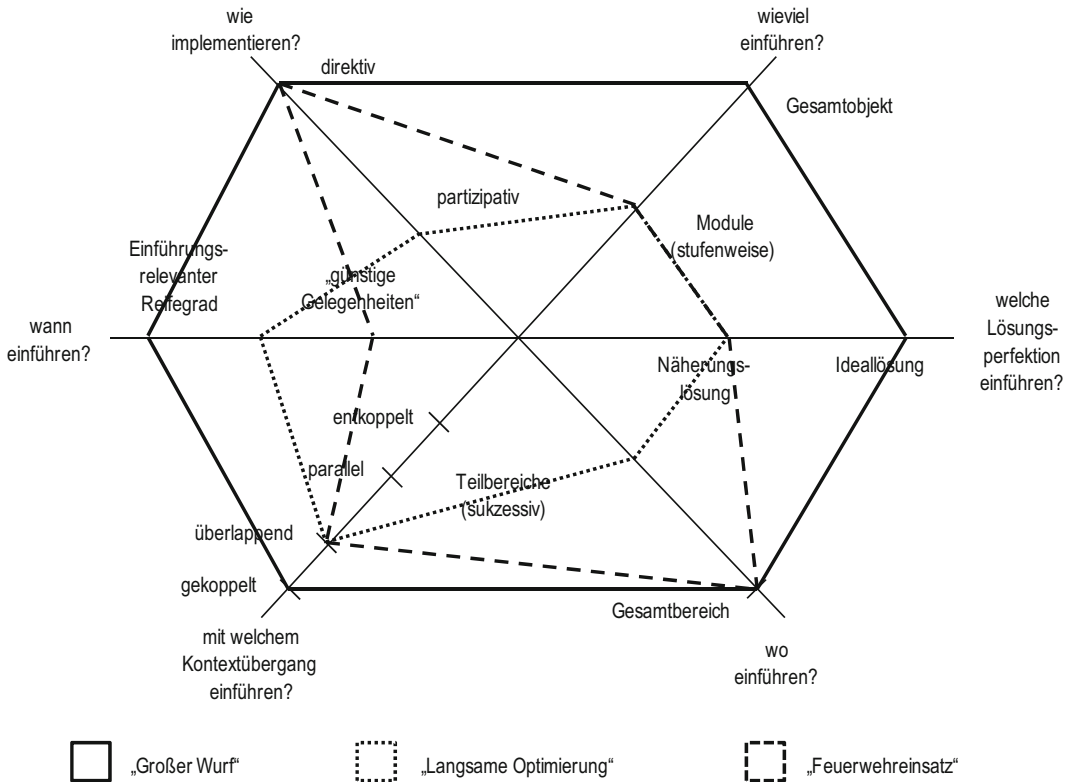 wie
implementieren?
wieviel
einführen?
direktiv
Gesamtobjekt
partizipativ
Module
(stufenweise)
Einführungs-
relevanter
Reifegrad
„günstige
Gelegenheiten“
wann
einführen?
welche
Lösungs-
perfektion
einführen?
Näherungs-
lösung
Ideallösung
entkoppelt
parallel
Teilbereiche
(sukzessiv)
überlappend
gekoppelt
Gesamtbereich
mit welchem
Kontextübergang
einführen?
wo
einführen?
„Großer Wurf“
„Langsame Optimierung“
„Feuerwehreinsatz“